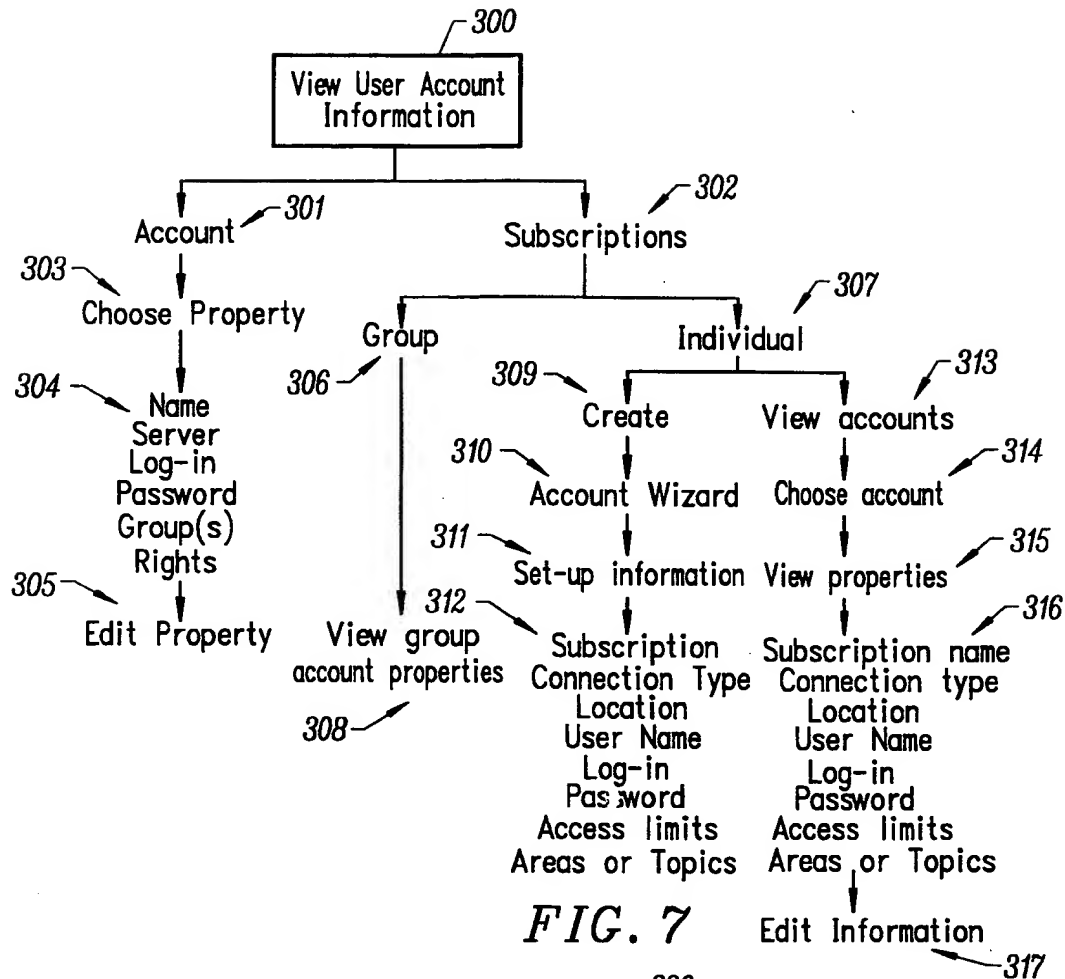 300
View User Account
Information
301
302
Account
Subscriptions
303
307
Choose Property
Group
Individual
306
309
313
304
Name
Create
View accounts
Server
310
314
Log-in
Password
Account Wizard
Choose account
Group(s)
311
315
Rights
Set-up information
View properties
305
312
316
Edit Property
View group
account properties
308
Subscription
Connection Type
Location
User Name
Log-in
Password
Access limits
Areas or Topics
Subscription name
Connection type
Location
User Name
Log-in
Password
Access limits
Areas or Topics
FIG. 7
Edit Information
317